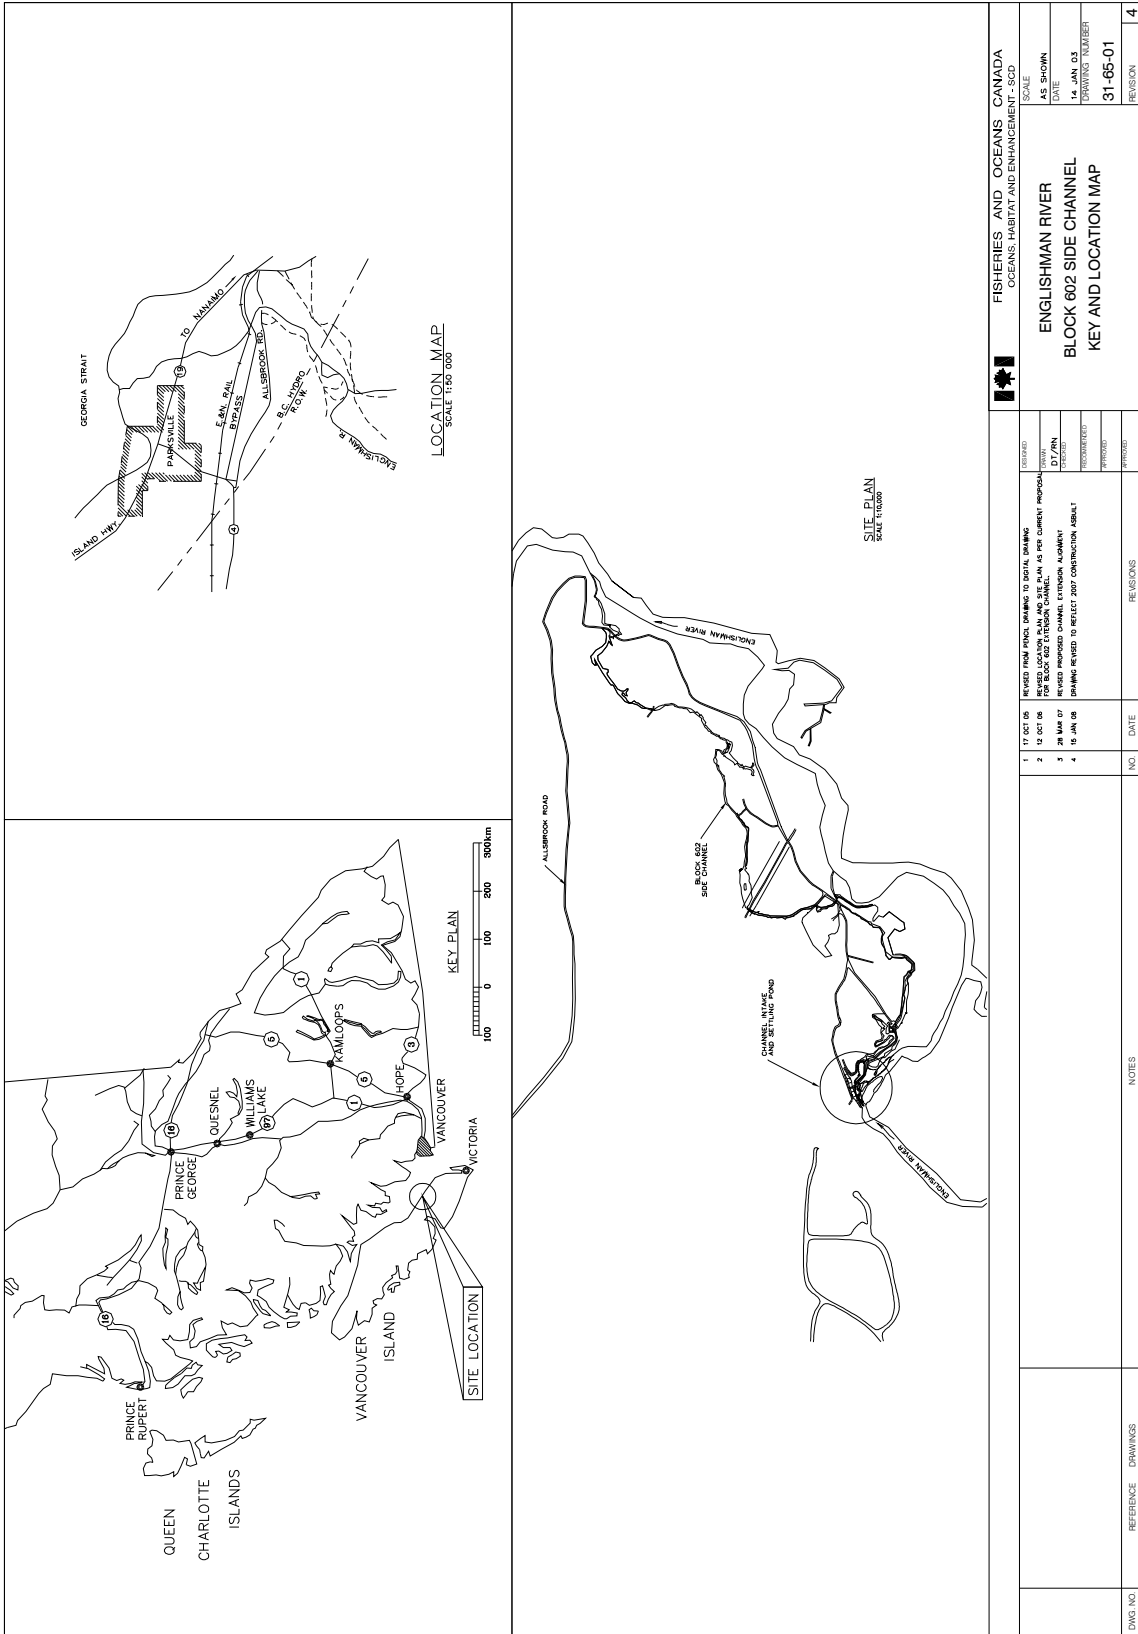 QUEEN
CHARLOTTE
ISLANDS
PRINCE
RUPERT
16
PRINCE
GEORGE
16
QUESNEL
WILLIAMS
LAKE
97
5
KAMLOOPS
1
5
1
HOPE
3
VANCOUVER
VICTORIA
VANCOUVER
ISLAND
SITE LOCATION
KEY PLAN
100 0 100 200 300km
GEORGIA STRAIT
ISLAND HWY.
PARKSVILLE
19
TO NANAIMO
E.&N. RAIL
BYPASS
ALLSBROOK RD.
4
B.C. HYDRO
R.O.W.
ENGLISHMAN R.
LOCATION MAP
SCALE 1:50 000
ALLSBROOK ROAD
BLOCK 602
SIDE CHANNEL
CHANNEL INTAKE
AND SETTLING POND
ENGLISHMAN RIVER
ENGLISHMAN RIVER
SITE PLAN
SCALE 1:10,000
DWG. NO. REFERENCE DRAWINGS
NOTES
1 17 OCT 05 REVISED FROM PENCIL DRAWING TO DIGITAL DRAWING
2 12 OCT 06 REVISED LOCATION PLAN AND SITE PLAN AS PER CURRENT PROPOSAL
FOR BLOCK 602 EXTENSION CHANNEL.
3 28 MAR 07 REVISED PROPOSED CHANNEL EXTENSION ALIGNMENT
4 15 JAN 08 DRAWING REVISED TO REFLECT 2007 CONSTRUCTION ASBUILT
NO. DATE REVISIONS
DESIGNED
DRAWN
DT/RN
CHECKED
RECOMMENDED
APPROVED
APPROVED
FISHERIES AND OCEANS CANADA
OCEANS, HABITAT AND ENHANCEMENT - SCD
ENGLISHMAN RIVER
BLOCK 602 SIDE CHANNEL
KEY AND LOCATION MAP
SCALE
AS SHOWN
DATE
14 JAN 03
DRAWING NUMBER
31-65-01
REVISION 4